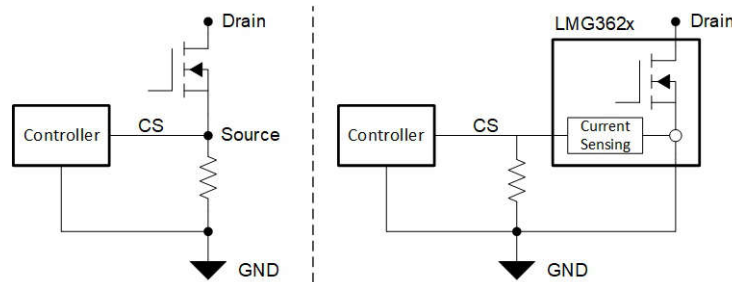 Drain
Controller
CS
Source
GND
LMG362x
Drain
Controller
CS
Current
Sensing
GND